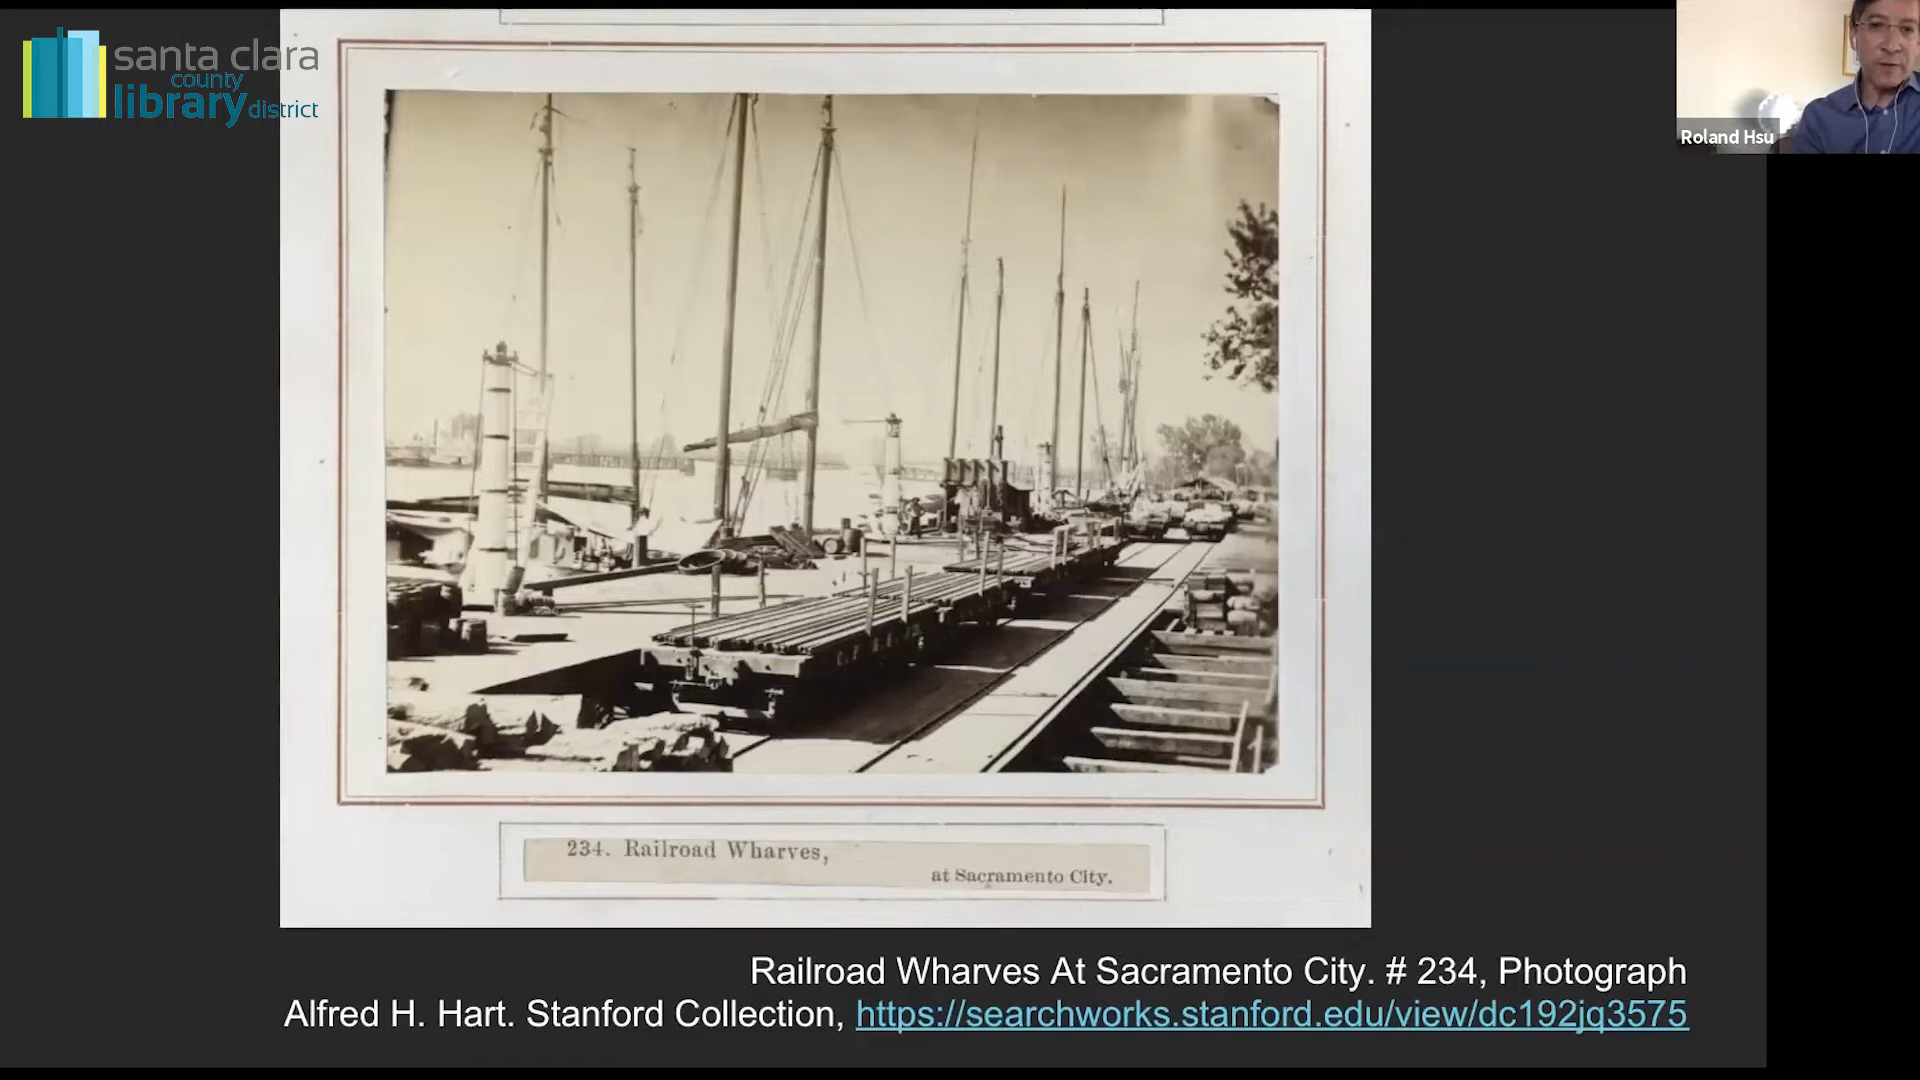 santa clara
county
library district
Roland Hsu
234. Railroad Wharves,
at Sacramento City.
Railroad Wharves At Sacramento City. # 234, Photograph
Alfred H. Hart. Stanford Collection, https://searchworks.stanford.edu/view/dc192jq3575